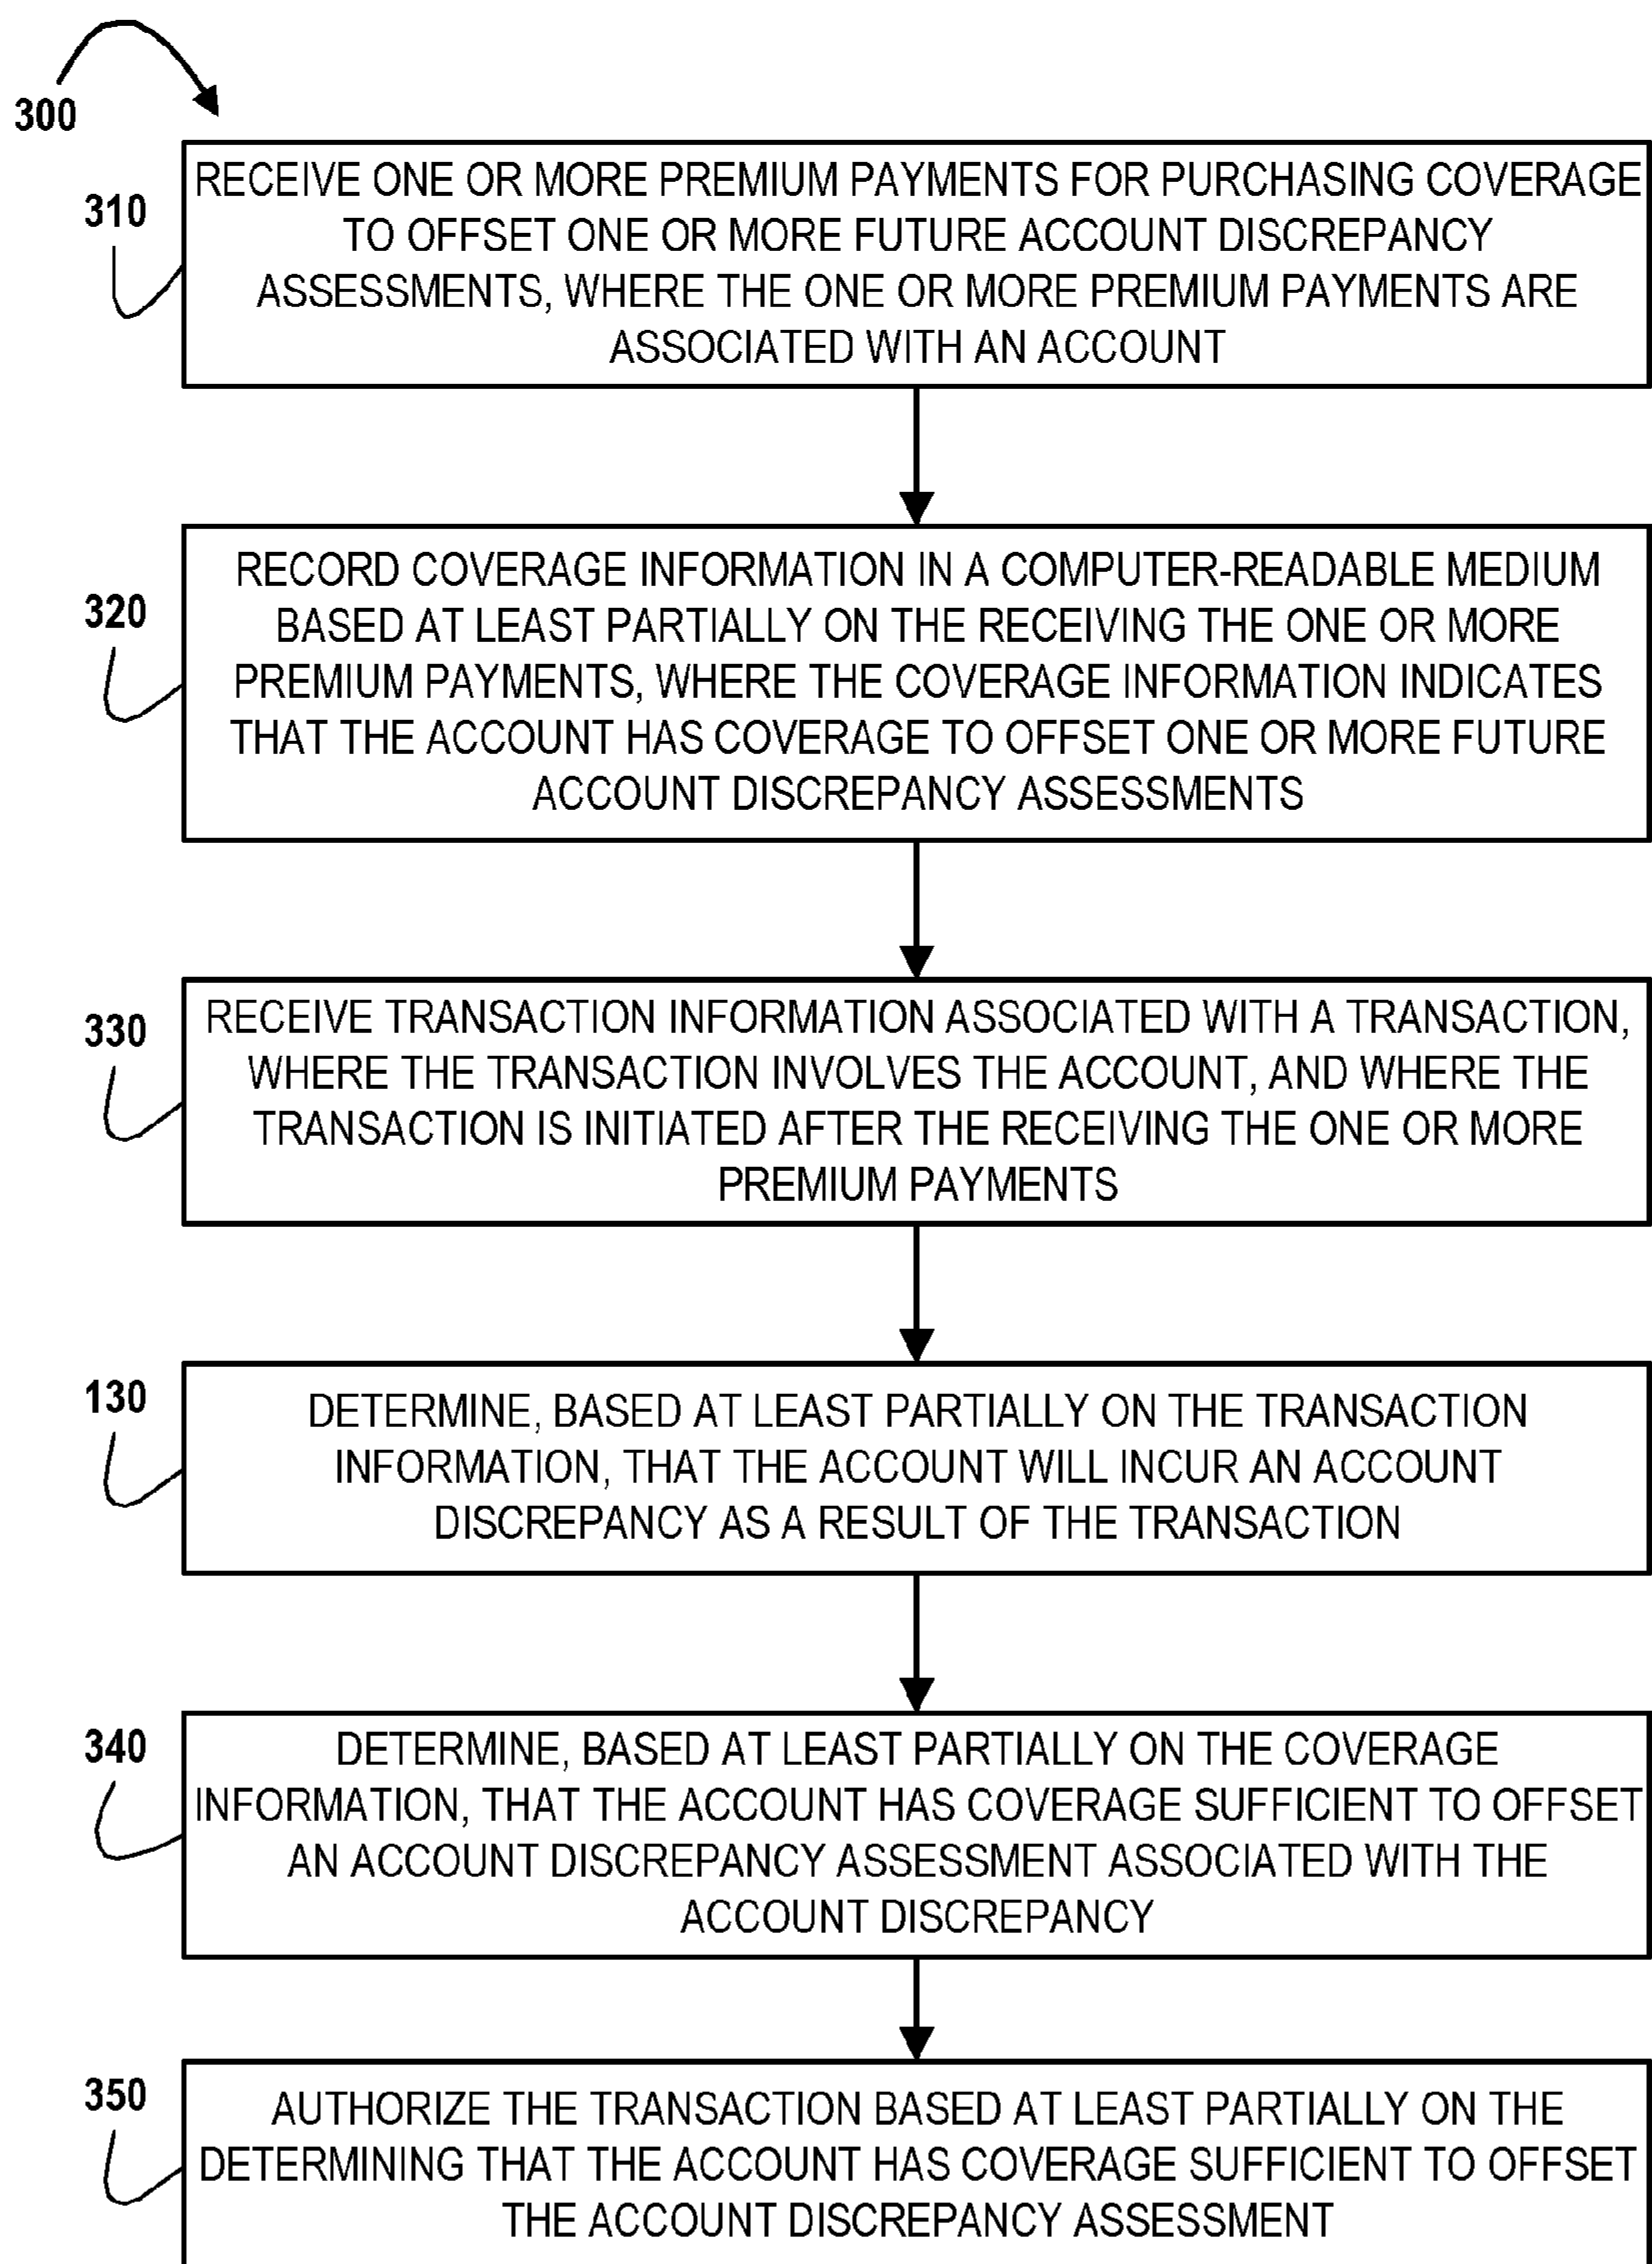 300
310
RECEIVE ONE OR MORE PREMIUM PAYMENTS FOR PURCHASING COVERAGE
TO OFFSET ONE OR MORE FUTURE ACCOUNT DISCREPANCY
ASSESSMENTS, WHERE THE ONE OR MORE PREMIUM PAYMENTS ARE
ASSOCIATED WITH AN ACCOUNT
320
RECORD COVERAGE INFORMATION IN A COMPUTER-READABLE MEDIUM
BASED AT LEAST PARTIALLY ON THE RECEIVING THE ONE OR MORE
PREMIUM PAYMENTS, WHERE THE COVERAGE INFORMATION INDICATES
THAT THE ACCOUNT HAS COVERAGE TO OFFSET ONE OR MORE FUTURE
ACCOUNT DISCREPANCY ASSESSMENTS
330
RECEIVE TRANSACTION INFORMATION ASSOCIATED WITH A TRANSACTION,
WHERE THE TRANSACTION INVOLVES THE ACCOUNT, AND WHERE THE
TRANSACTION IS INITIATED AFTER THE RECEIVING THE ONE OR MORE
PREMIUM PAYMENTS
130
DETERMINE, BASED AT LEAST PARTIALLY ON THE TRANSACTION
INFORMATION, THAT THE ACCOUNT WILL INCUR AN ACCOUNT
DISCREPANCY AS A RESULT OF THE TRANSACTION
340
DETERMINE, BASED AT LEAST PARTIALLY ON THE COVERAGE
INFORMATION, THAT THE ACCOUNT HAS COVERAGE SUFFICIENT TO OFFSET
AN ACCOUNT DISCREPANCY ASSESSMENT ASSOCIATED WITH THE
ACCOUNT DISCREPANCY
350
AUTHORIZE THE TRANSACTION BASED AT LEAST PARTIALLY ON THE
DETERMINING THAT THE ACCOUNT HAS COVERAGE SUFFICIENT TO OFFSET
THE ACCOUNT DISCREPANCY ASSESSMENT